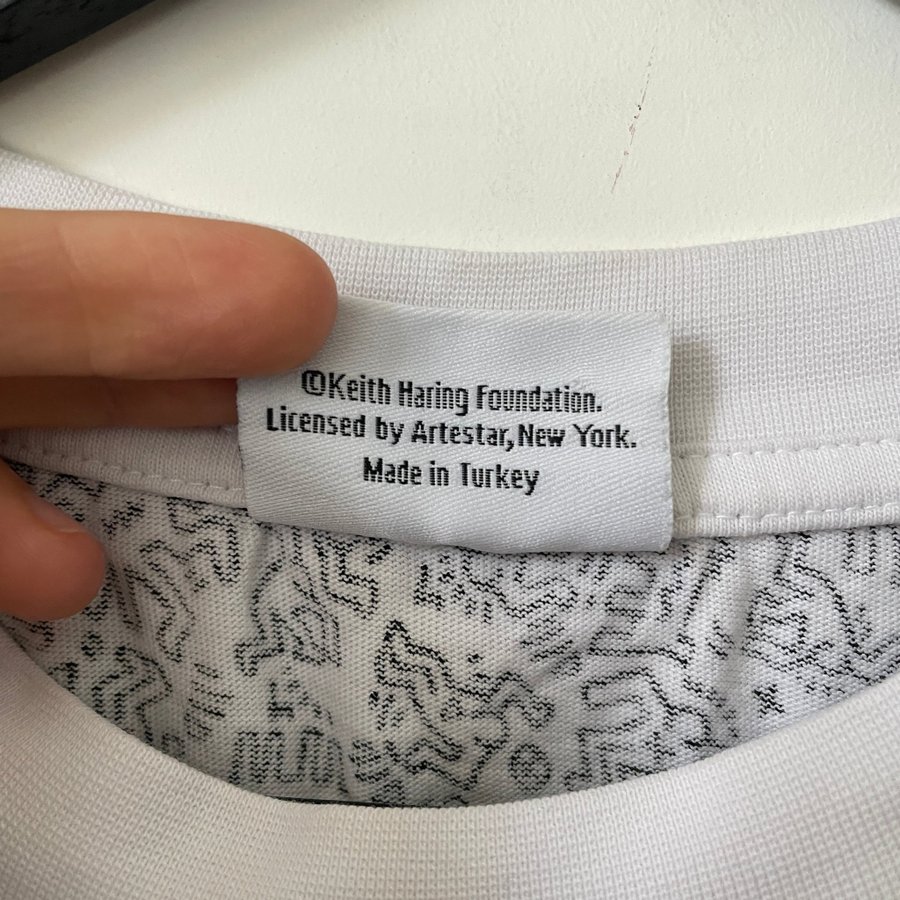 ©Keith Haring Foundation.
Licensed by Artestar, New York.
Made in Turkey